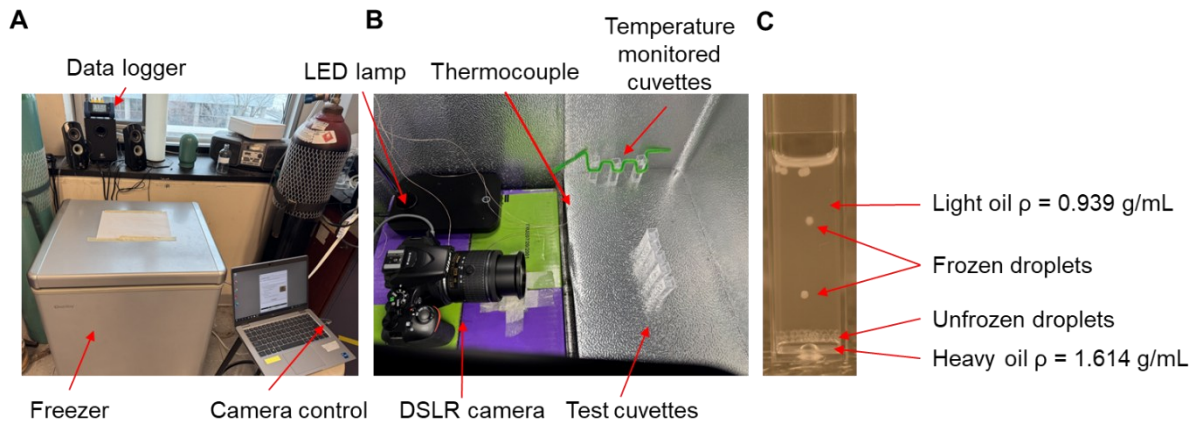 A
B
C
Data logger
LED lamp
Thermocouple
Temperature
monitored
cuvettes
Light oil ρ = 0.939 g/mL
Frozen droplets
Unfrozen droplets
Heavy oil ρ = 1.614 g/mL
Freezer
Camera control
DSLR camera
Test cuvettes